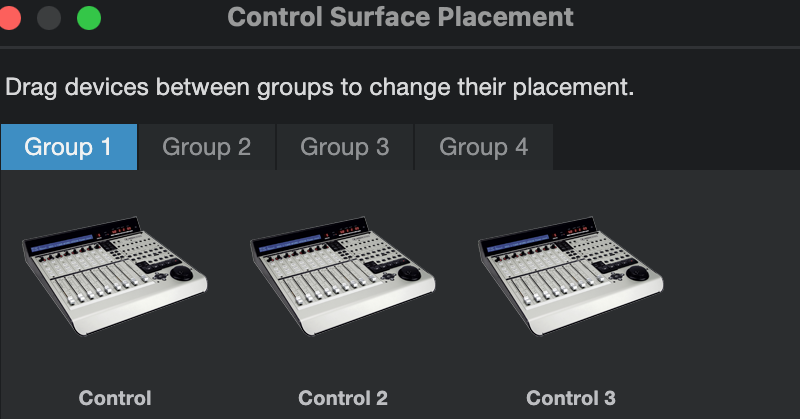 Control Surface Placement
Drag devices between groups to change their placement.
Group 1 Group 2 Group 3 Group 4
Control Control 2 Control 3